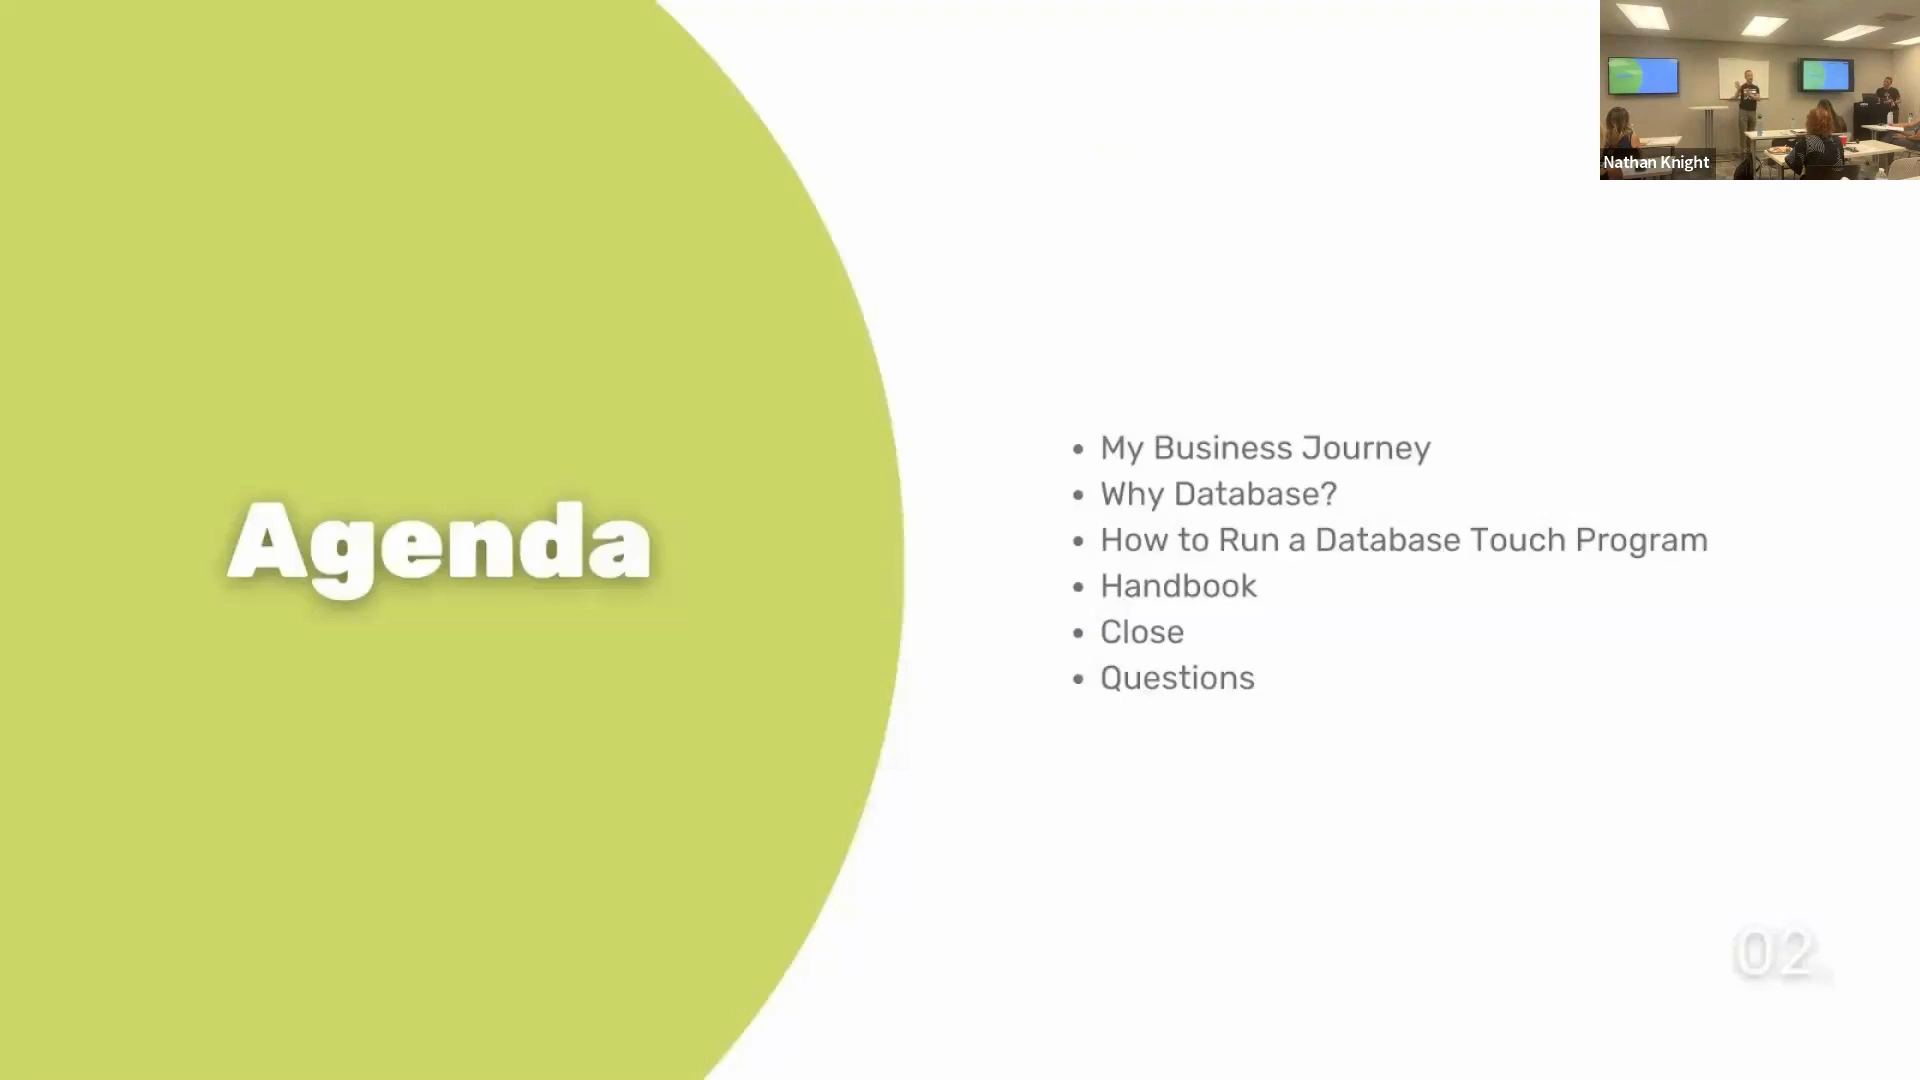 Nathan Knight
Agenda
My Business Journey
Why Database?
How to Run a Database Touch Program
Handbook
Close
Questions
02